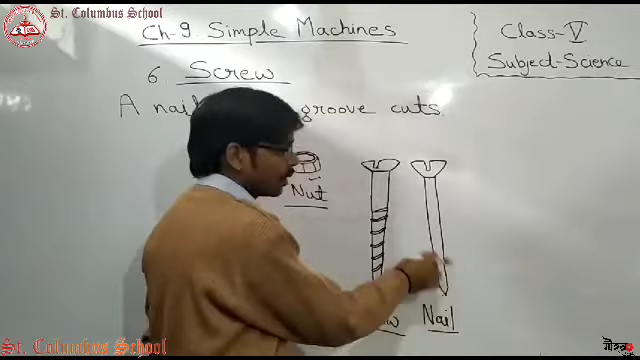 St. Columbus School
Ch-9. Simple Machines
Class-V
Subject-Science
6 Screw
A nail groove cuts.
Nut
Nail
St. Columbus School